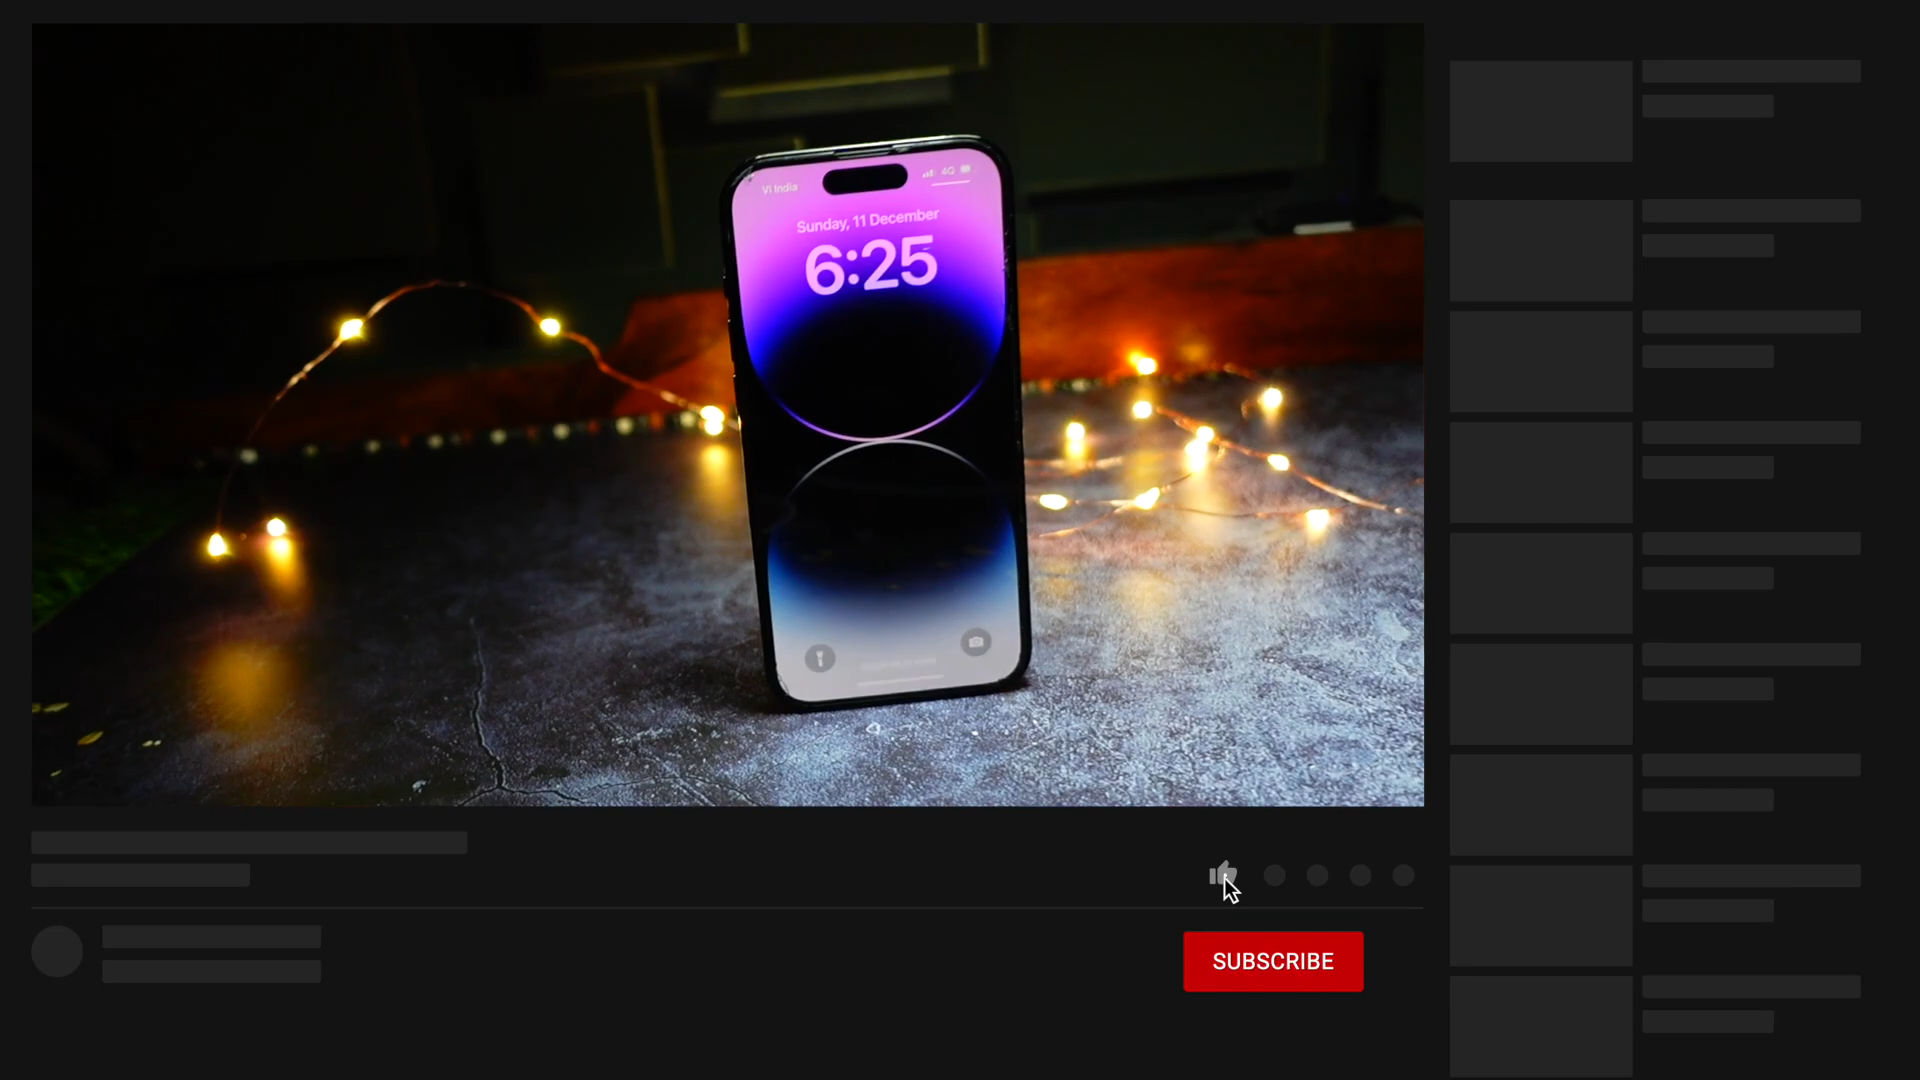 Vi India
4G
Sunday, 11 December
6:25
SUBSCRIBE